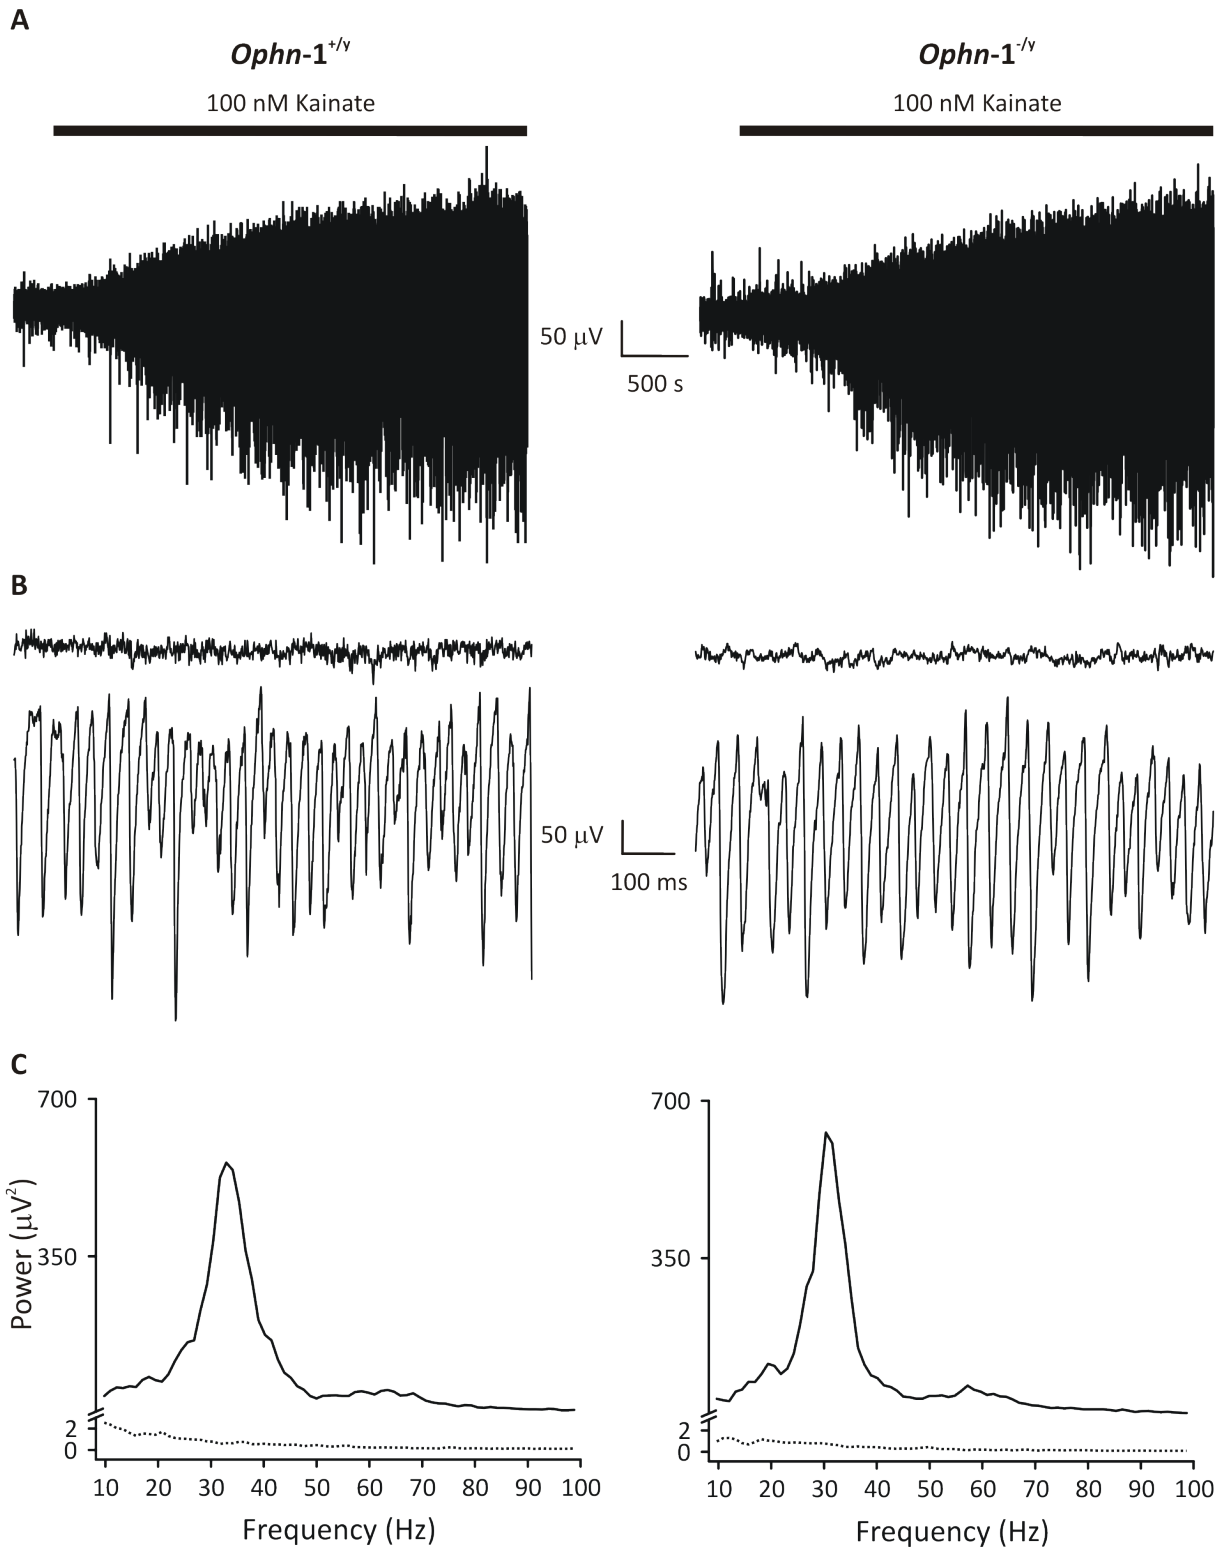 A
Ophn-1+/y
Ophn-1-/y
100 nM Kainate
100 nM Kainate
50 μV
500 s
B
50 μV
100 ms
C
Power (μV²)
700
350
2
0
10 20 30 40 50 60 70 80 90 100
Frequency (Hz)
700
350
2
0
10 20 30 40 50 60 70 80 90 100
Frequency (Hz)